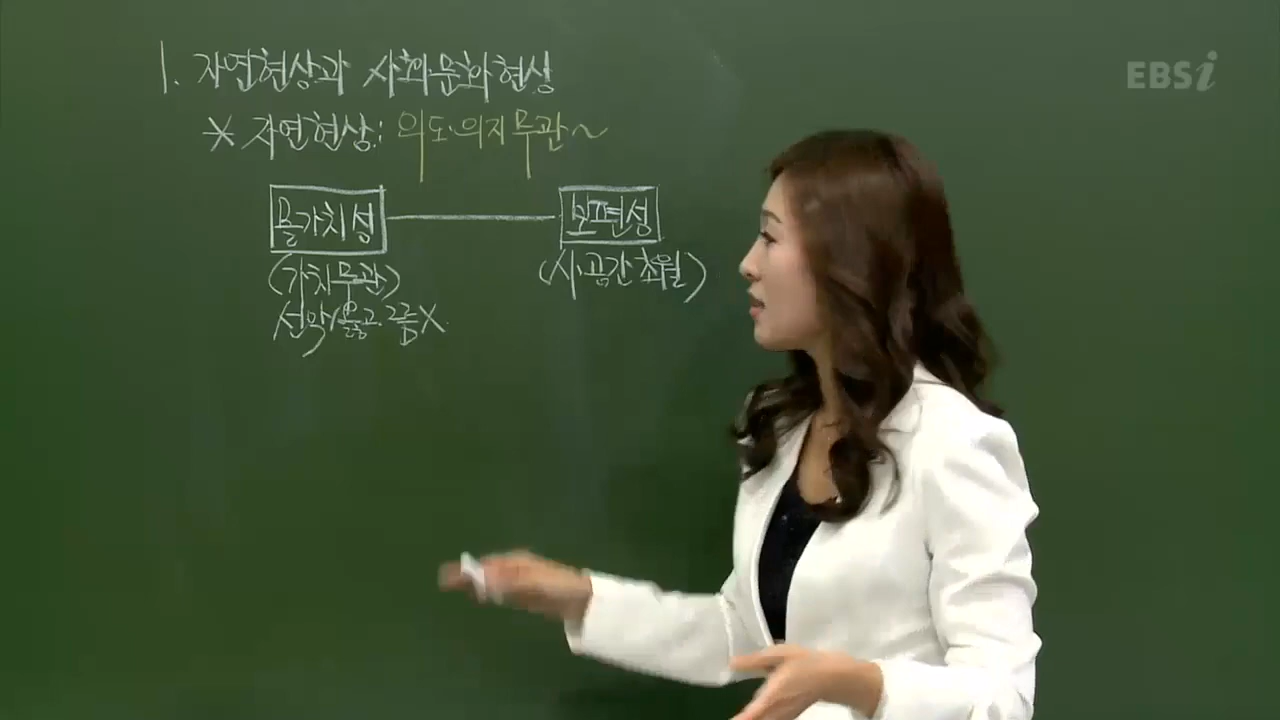 1. 자연현상과 사회·문화현상
EBSi
* 자연현상: 의도·의지 무관~
몰가치성 보편성
(가치무관) (시·공간 초월)
선악/옳고 그름 X